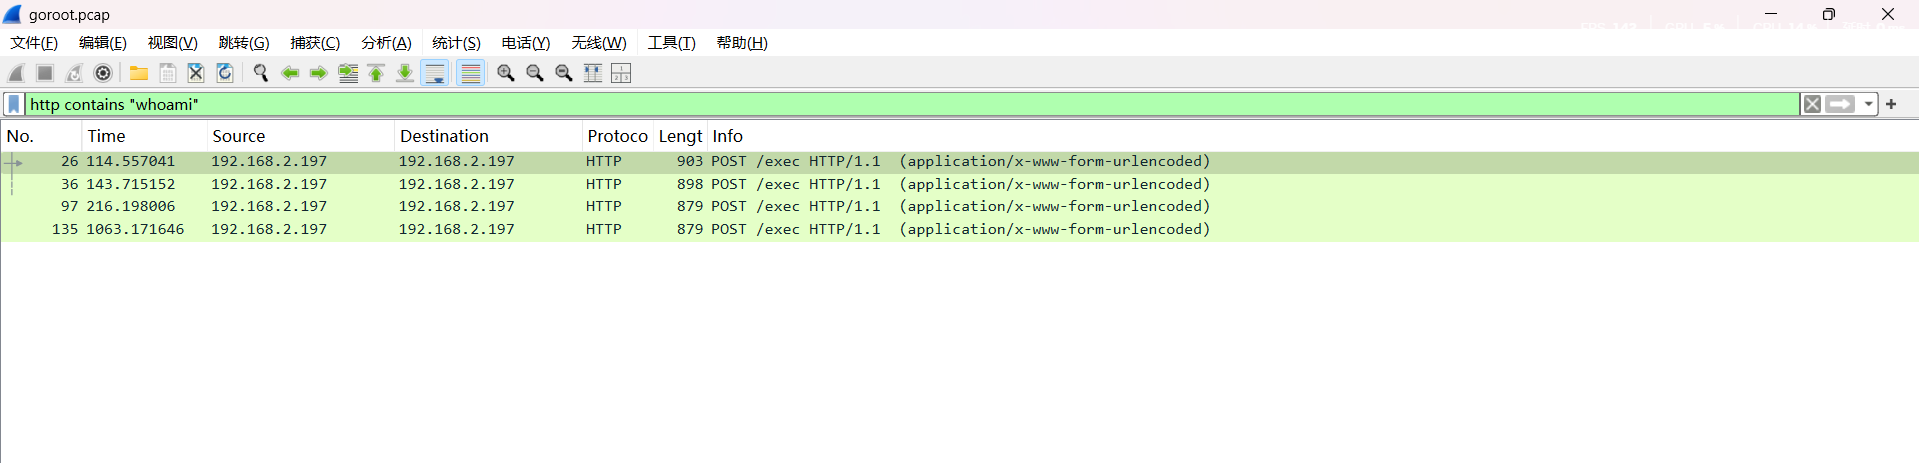 goroot.pcap
文件(F) 编辑(E) 视图(V) 跳转(G) 捕获(C) 分析(A) 统计(S) 电话(Y) 无线(W) 工具(T) 帮助(H)
http contains "whoami"
No. Time Source Destination Protoco Lengt Info
26 114.557041 192.168.2.197 192.168.2.197 HTTP 903 POST /exec HTTP/1.1 (application/x-www-form-urlencoded)
36 143.715152 192.168.2.197 192.168.2.197 HTTP 898 POST /exec HTTP/1.1 (application/x-www-form-urlencoded)
97 216.198006 192.168.2.197 192.168.2.197 HTTP 879 POST /exec HTTP/1.1 (application/x-www-form-urlencoded)
135 1063.171646 192.168.2.197 192.168.2.197 HTTP 879 POST /exec HTTP/1.1 (application/x-www-form-urlencoded)